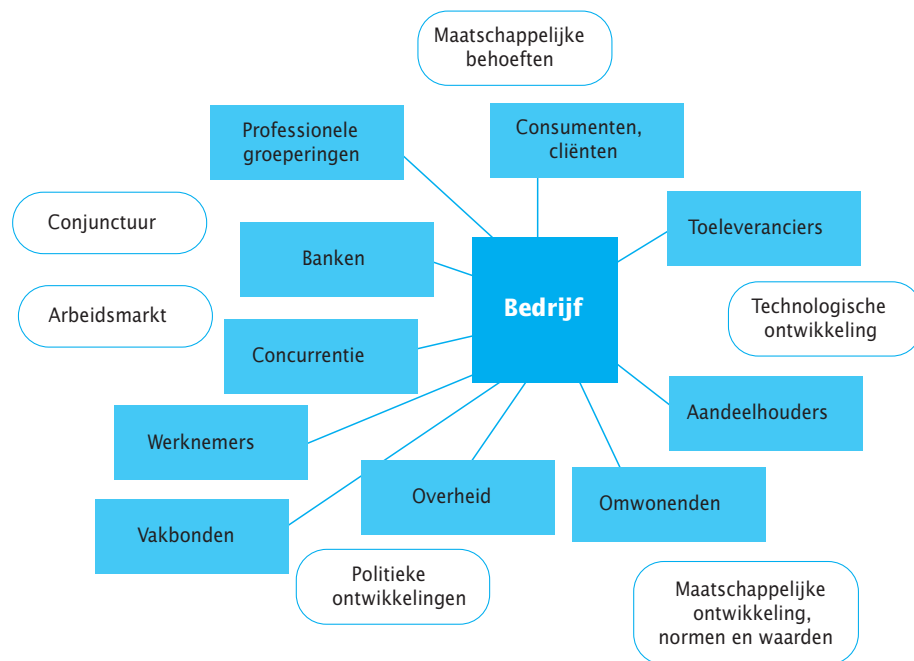 Maatschappelijke
behoeften
Professionele
groeperingen
Consumenten,
cliënten
Conjunctuur
Toeleveranciers
Banken
Bedrijf
Arbeidsmarkt
Technologische
ontwikkeling
Concurrentie
Aandeelhouders
Werknemers
Overheid
Omwonenden
Vakbonden
Politieke
ontwikkelingen
Maatschappelijke
ontwikkeling,
normen en waarden